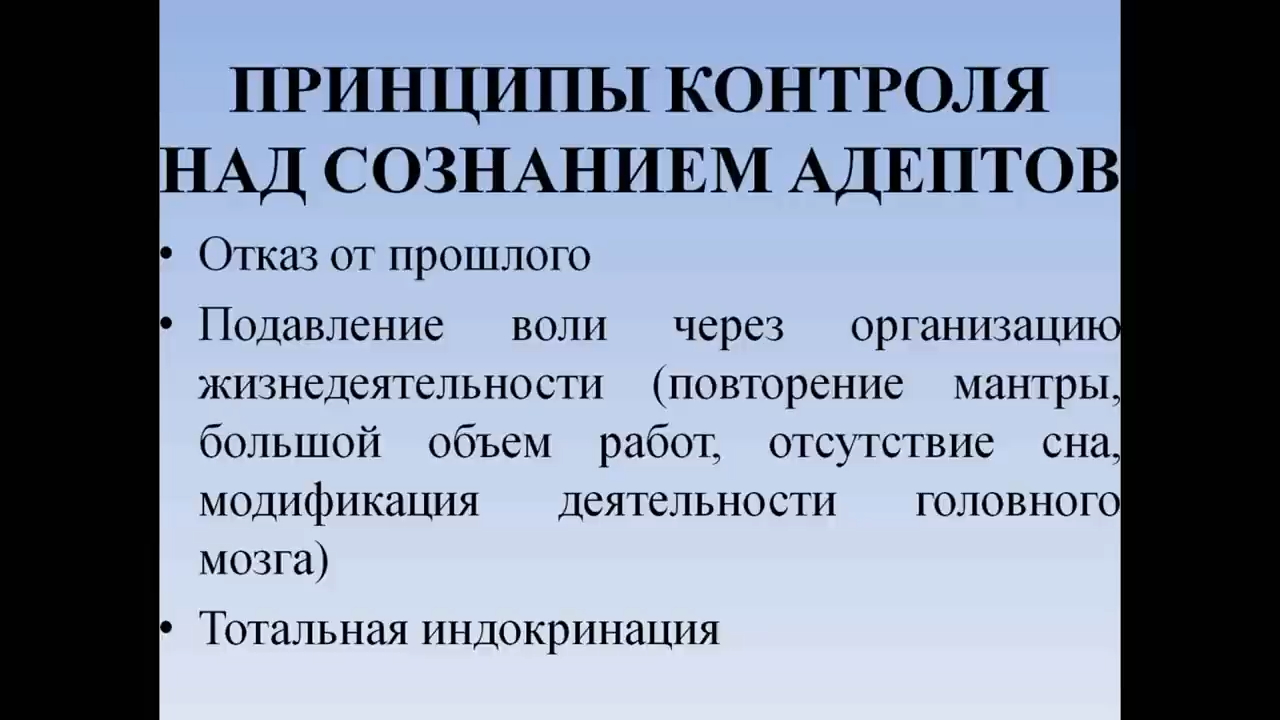 ПРИНЦИПЫ КОНТРОЛЯ
НАД СОЗНАНИЕМ АДЕПТОВ
• Отказ от прошлого
• Подавление воли через организацию
жизнедеятельности (повторение мантры,
большой объем работ, отсутствие сна,
модификация деятельности головного
мозга)
• Тотальная индокринация